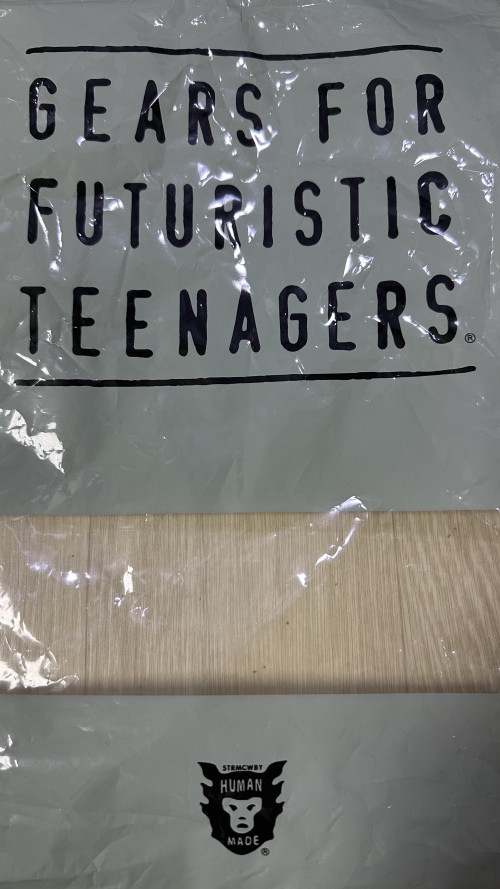 GEARS FOR
FUTURISTIC
TEENAGERS®
STRMCWBY
HUMAN
MADE®